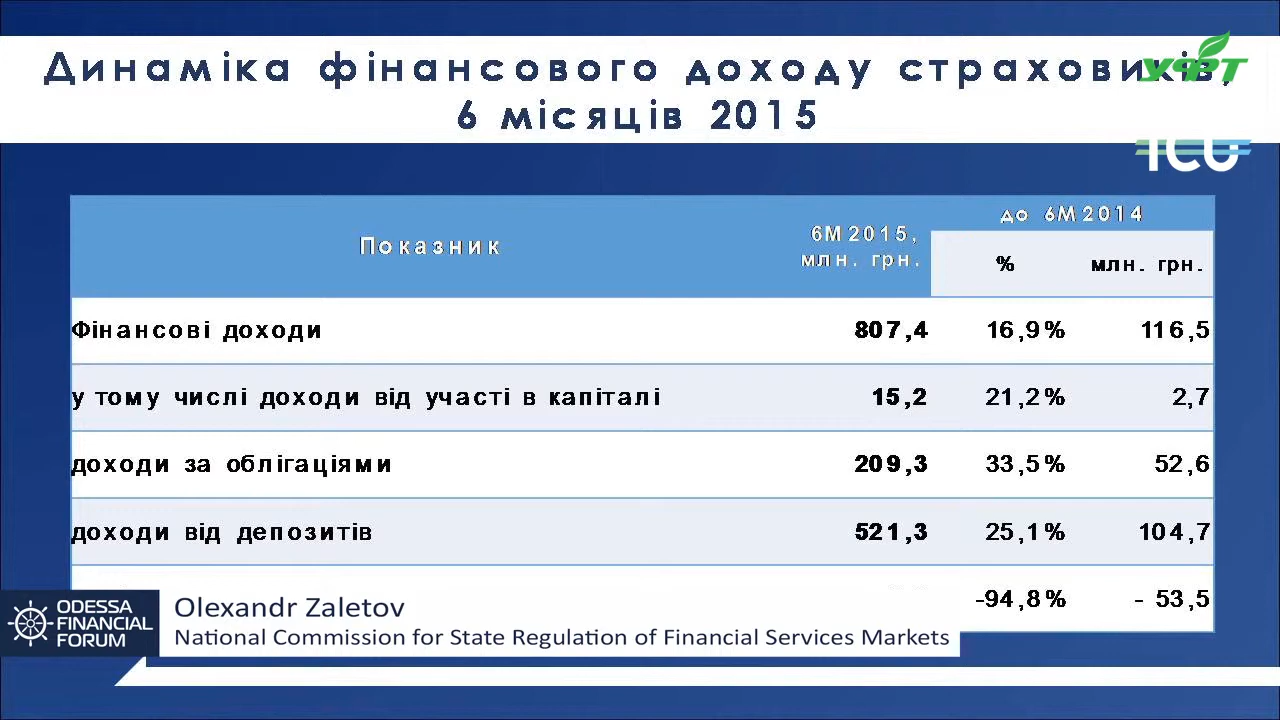 Динаміка фінансового доходу страховиків,
УФТ
6 місяців 2015
ICU
Показник
6М2015,
млн. грн.
до 6М2014
%
млн. грн.
Фінансові доходи 807,4 16,9% 116,5
у тому числі доходи від участі в капіталі 15,2 21,2% 2,7
доходи за облігаціями 209,3 33,5% 52,6
доходи від депозитів 521,3 25,1% 104,7
-94,8% - 53,5
ODESSA
FINANCIAL
FORUM
Olexandr Zaletov
National Commission for State Regulation of Financial Services Markets